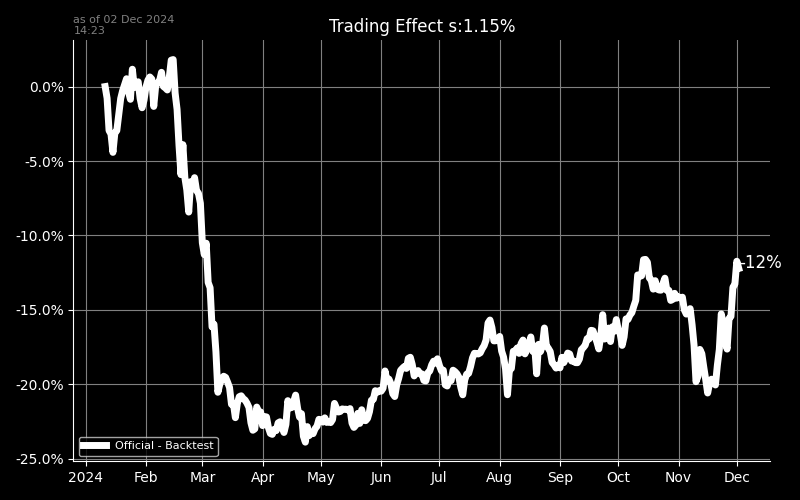 as of 02 Dec 2024
14:23
Trading Effect s:1.15%
0.0%
-5.0%
-10.0%
-12%
-15.0%
-20.0%
-25.0%
Official - Backtest
2024 Feb Mar Apr May Jun Jul Aug Sep Oct Nov Dec